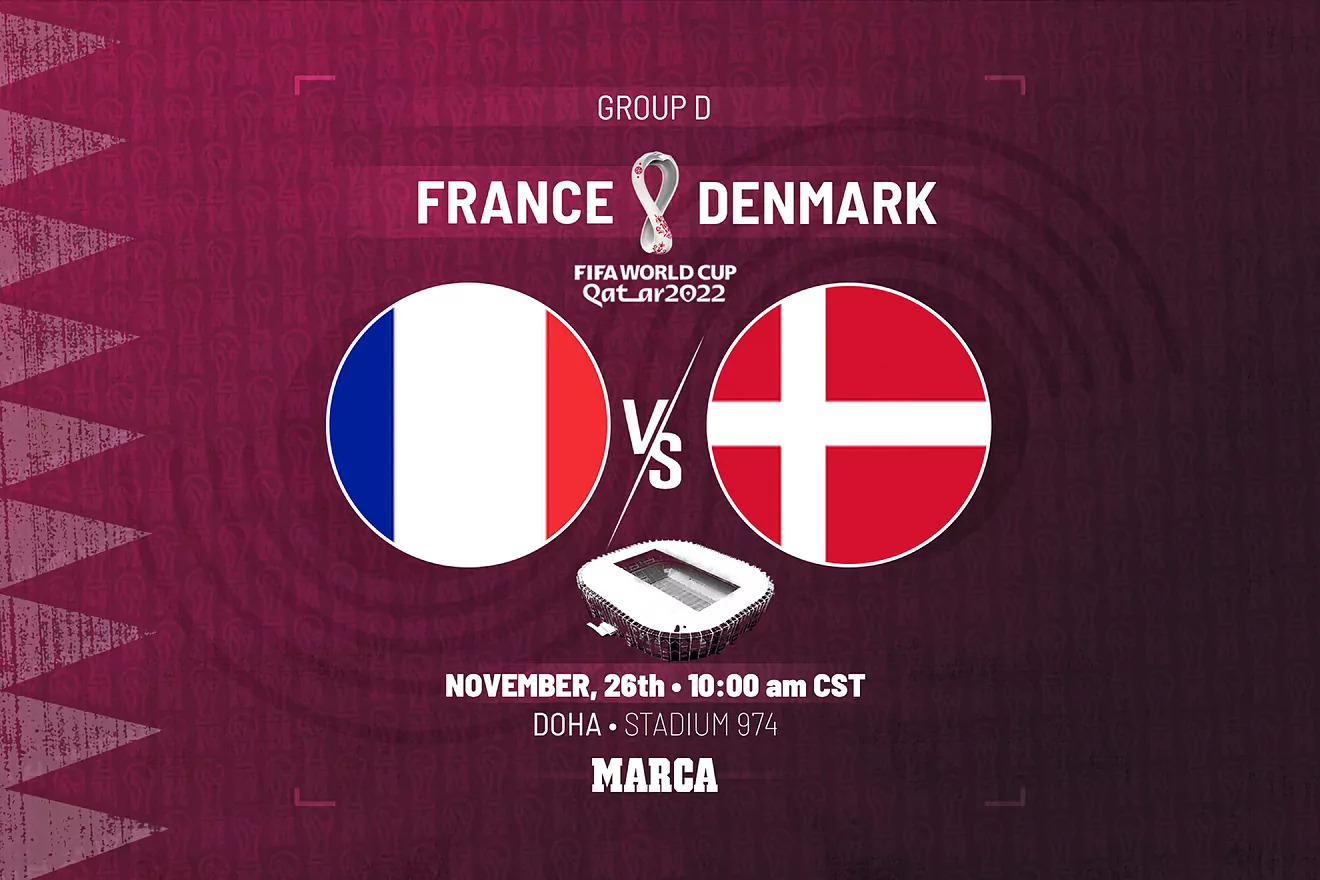 GROUP D
FRANCE DENMARK
FIFA WORLD CUP
Qatar2022
VS
NOVEMBER, 26th • 10:00 am CST
DOHA • STADIUM 974
MARCA